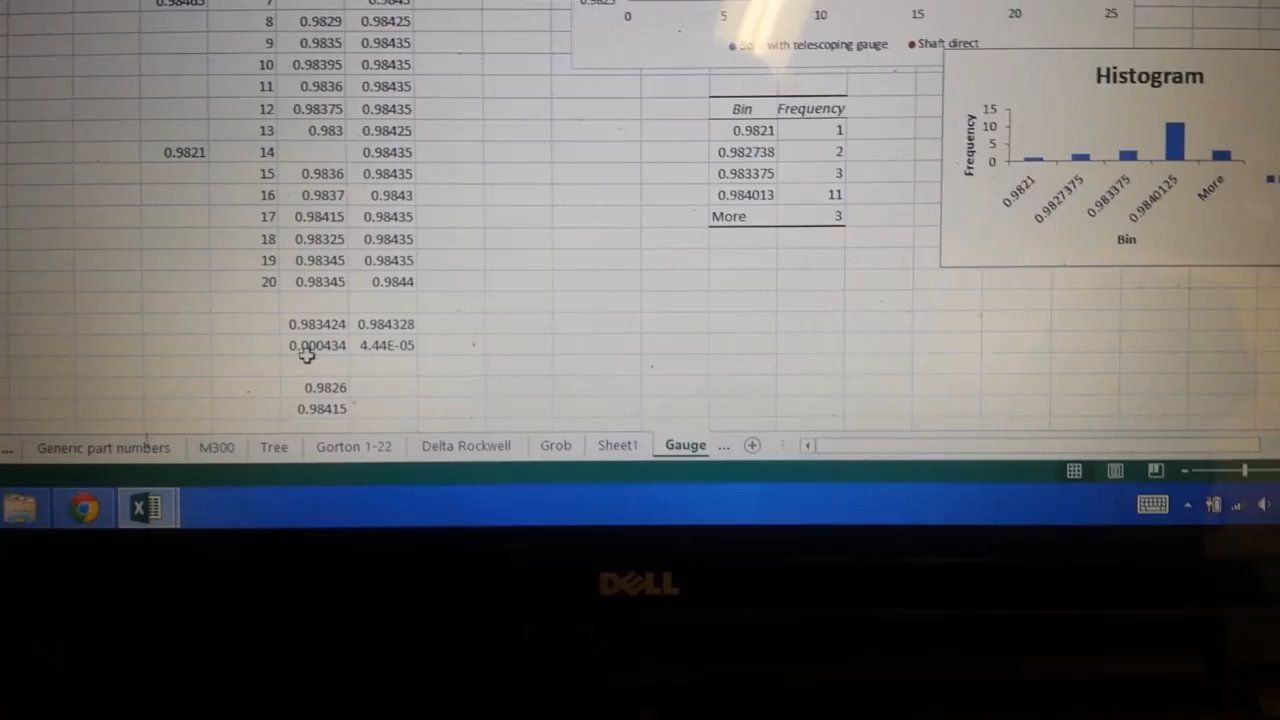 8 0.9829 0.98425
9 0.9835 0.98435
10 0.98395 0.98435
11 0.9836 0.98435
12 0.98375 0.98435
13 0.983 0.98425
0.9821 14 0.98435
15 0.9836 0.98435
16 0.9837 0.9843
17 0.98415 0.98435
18 0.98325 0.98435
19 0.98345 0.98435
20 0.98345 0.9844
0.983424 0.984328
0.000434 4.44E-05
0.9826
0.98415
0 5 10 15 20 25
with telescoping gauge Shaft direct
Bin Frequency
0.9821 1
0.982738 2
0.983375 3
0.984013 11
More 3
Histogram
Frequency
15
10
5
0
0.9821
0.9827375
0.983375
0.9840125
More
Bin
... Generic part numbers M300 Tree Gorton 1-22 Delta Rockwell Grob Sheet1 Gauge ...
DELL